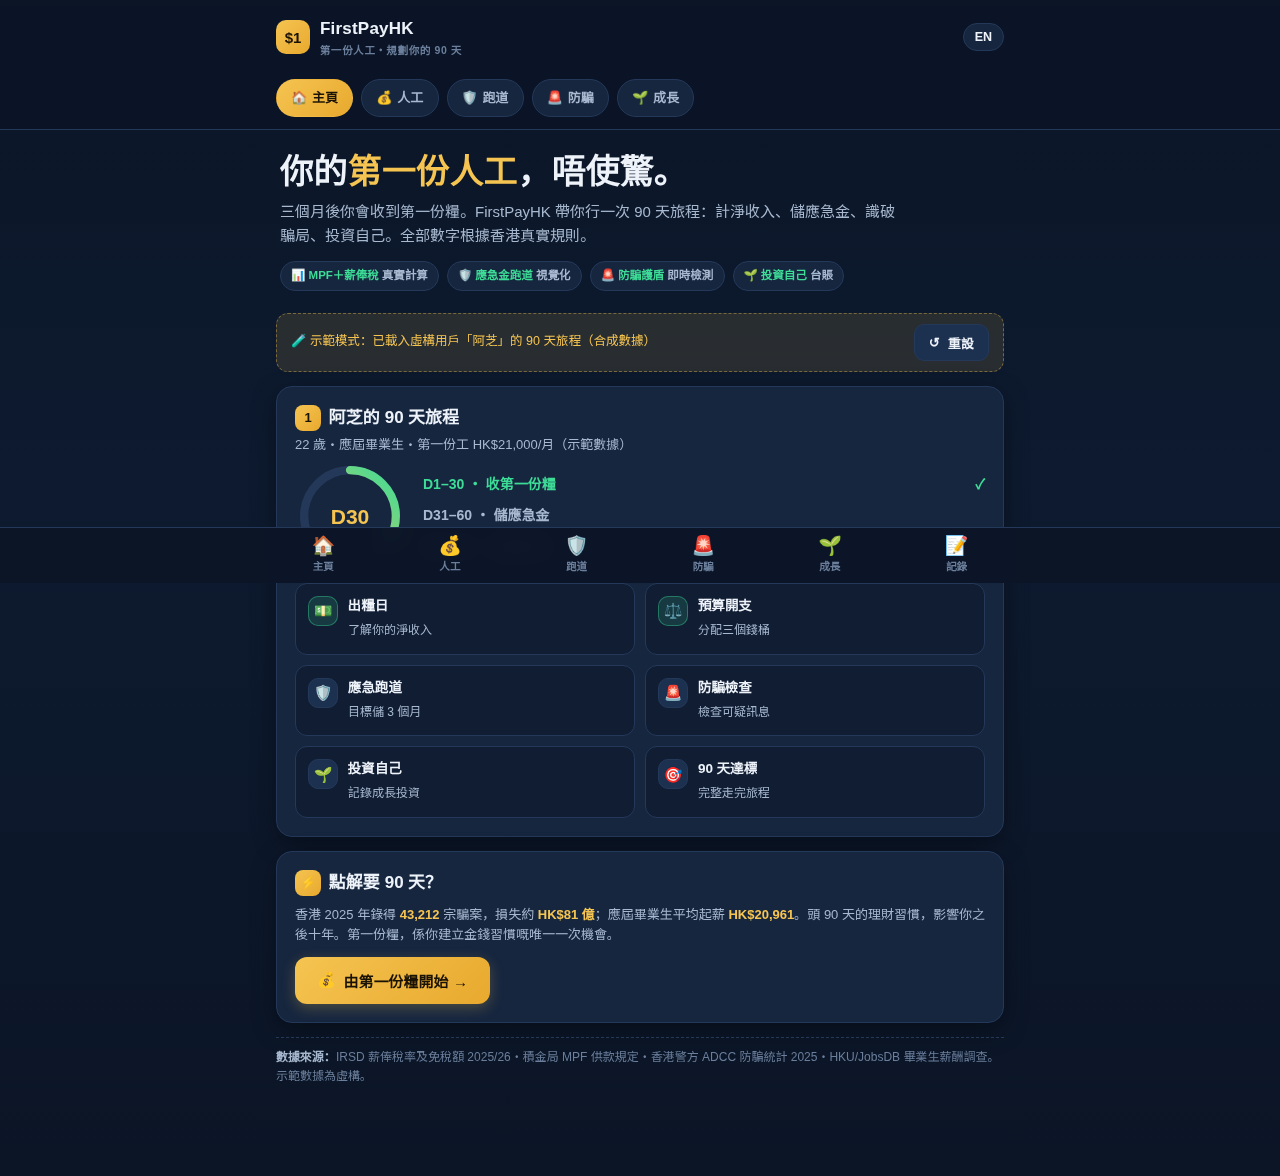 $1
FirstPayHK
第一份人工・規劃你的 90 天
EN
🏠 主頁
💰 人工
🛡️ 跑道
🚨 防騙
🌱 成長
你的第一份人工，唔使驚。
三個月後你會收到第一份糧。FirstPayHK 帶你行一次 90 天旅程：計淨收入、儲應急金、識破
騙局、投資自己。全部數字根據香港真實規則。
📊 MPF＋薪俸稅 真實計算
🛡️ 應急金跑道 視覺化
🚨 防騙護盾 即時檢測
🌱 投資自己 台賬
🧪 示範模式：已載入虛構用戶「阿芝」的 90 天旅程（合成數據）
↺ 重設
1 阿芝的 90 天旅程
22 歲・應屆畢業生・第一份工 HK$21,000/月（示範數據）
D30
D1–30 ・ 收第一份糧 ✓
D31–60 ・ 儲應急金
🏠 主頁
💰 人工
🛡️ 跑道
🚨 防騙
🌱 成長
📝 記錄
💵 出糧日
了解你的淨收入
⚖️ 預算開支
分配三個錢桶
🛡️ 應急跑道
目標儲 3 個月
🚨 防騙檢查
檢查可疑訊息
🌱 投資自己
記錄成長投資
🎯 90 天達標
完整走完旅程
⚡ 點解要 90 天？
香港 2025 年錄得 43,212 宗騙案，損失約 HK$81 億；應屆畢業生平均起薪 HK$20,961。頭 90 天的理財習慣，影響你之
後十年。第一份糧，係你建立金錢習慣嘅唯一一次機會。
💰 由第一份糧開始 →
數據來源：IRSD 薪俸稅率及免稅額 2025/26・積金局 MPF 供款規定・香港警方 ADCC 防騙統計 2025・HKU/JobsDB 畢業生薪酬調查。
示範數據為虛構。